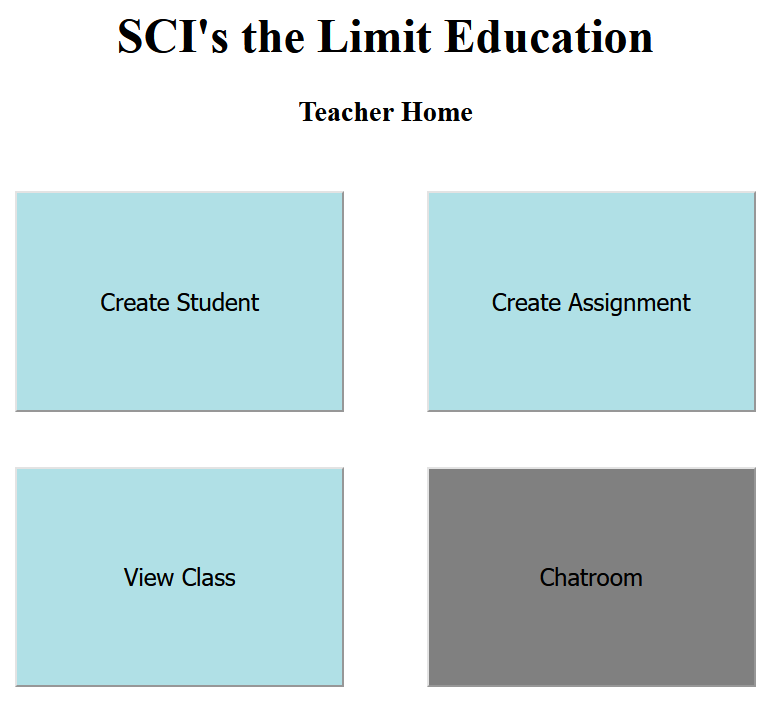 SCI's the Limit Education
Teacher Home
Create Student
Create Assignment
View Class
Chatroom